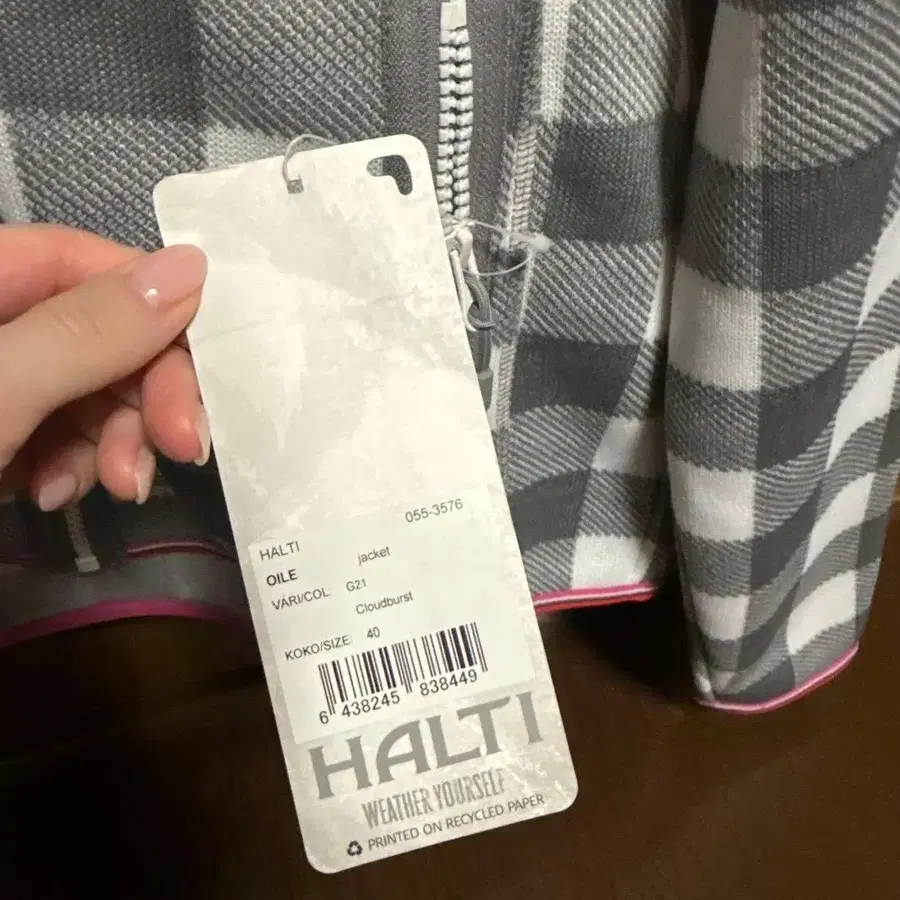 055-3576
HALTI
OILE jacket
VÄRI/COL. G21
Cloudburst
KOKO/SIZE: 40
6 438245 838449
HALTI
WEATHER YOURSELF
PRINTED ON RECYCLED PAPER